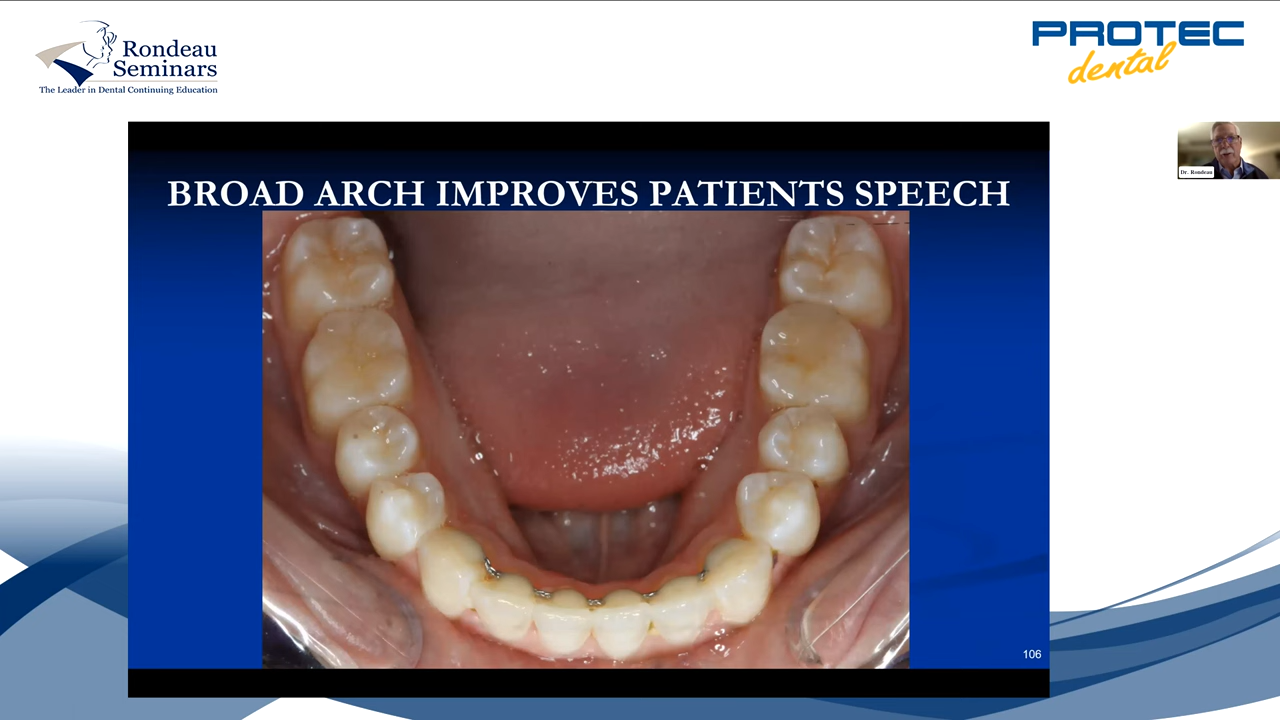 Rondeau
Seminars
The Leader in Dental Continuing Education
PROTEC
dental
Dr. Rondeau
BROAD ARCH IMPROVES PATIENTS SPEECH
106